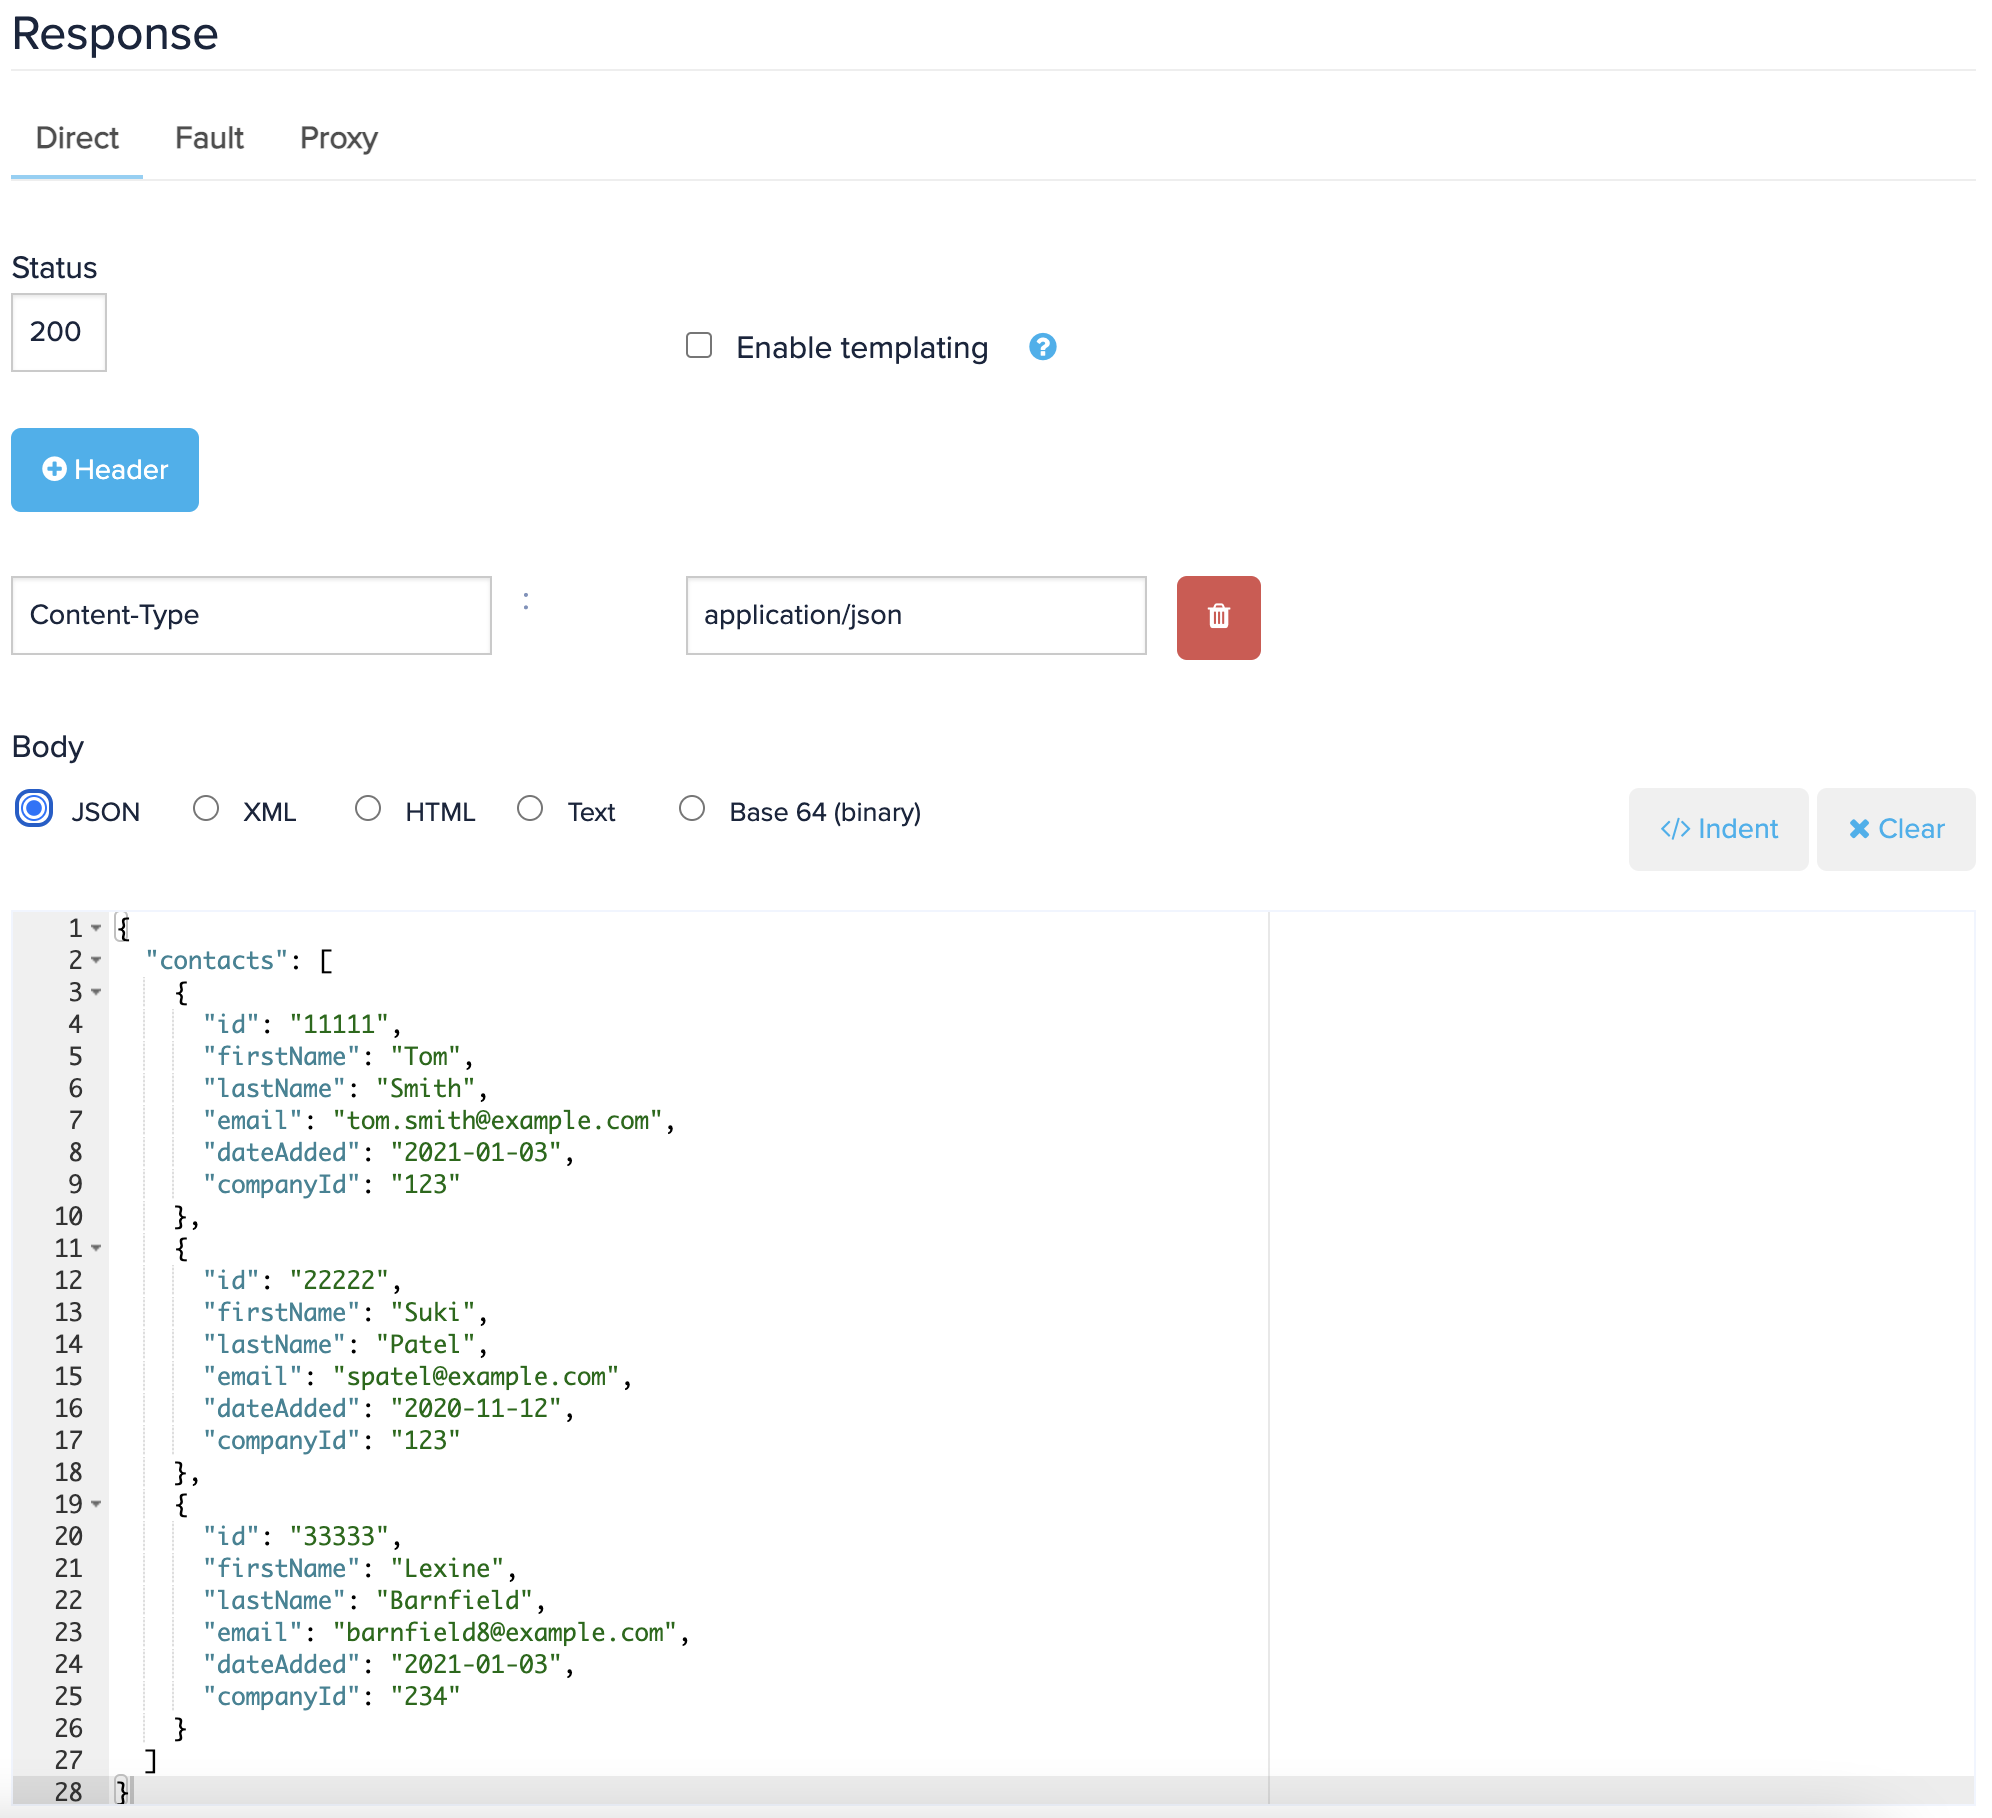 Response
Direct Fault Proxy
Status
200
Enable templating ?
Header
Content-Type : application/json
Body
JSON XML HTML Text Base 64 (binary) </> Indent Clear
1 {
2   "contacts": [
3     {
4       "id": "11111",
5       "firstName": "Tom",
6       "lastName": "Smith",
7       "email": "tom.smith@example.com",
8       "dateAdded": "2021-01-03",
9       "companyId": "123"
10     },
11     {
12       "id": "22222",
13       "firstName": "Suki",
14       "lastName": "Patel",
15       "email": "spatel@example.com",
16       "dateAdded": "2020-11-12",
17       "companyId": "123"
18     },
19     {
20       "id": "33333",
21       "firstName": "Lexine",
22       "lastName": "Barnfield",
23       "email": "barnfield8@example.com",
24       "dateAdded": "2021-01-03",
25       "companyId": "234"
26     }
27   ]
28 }